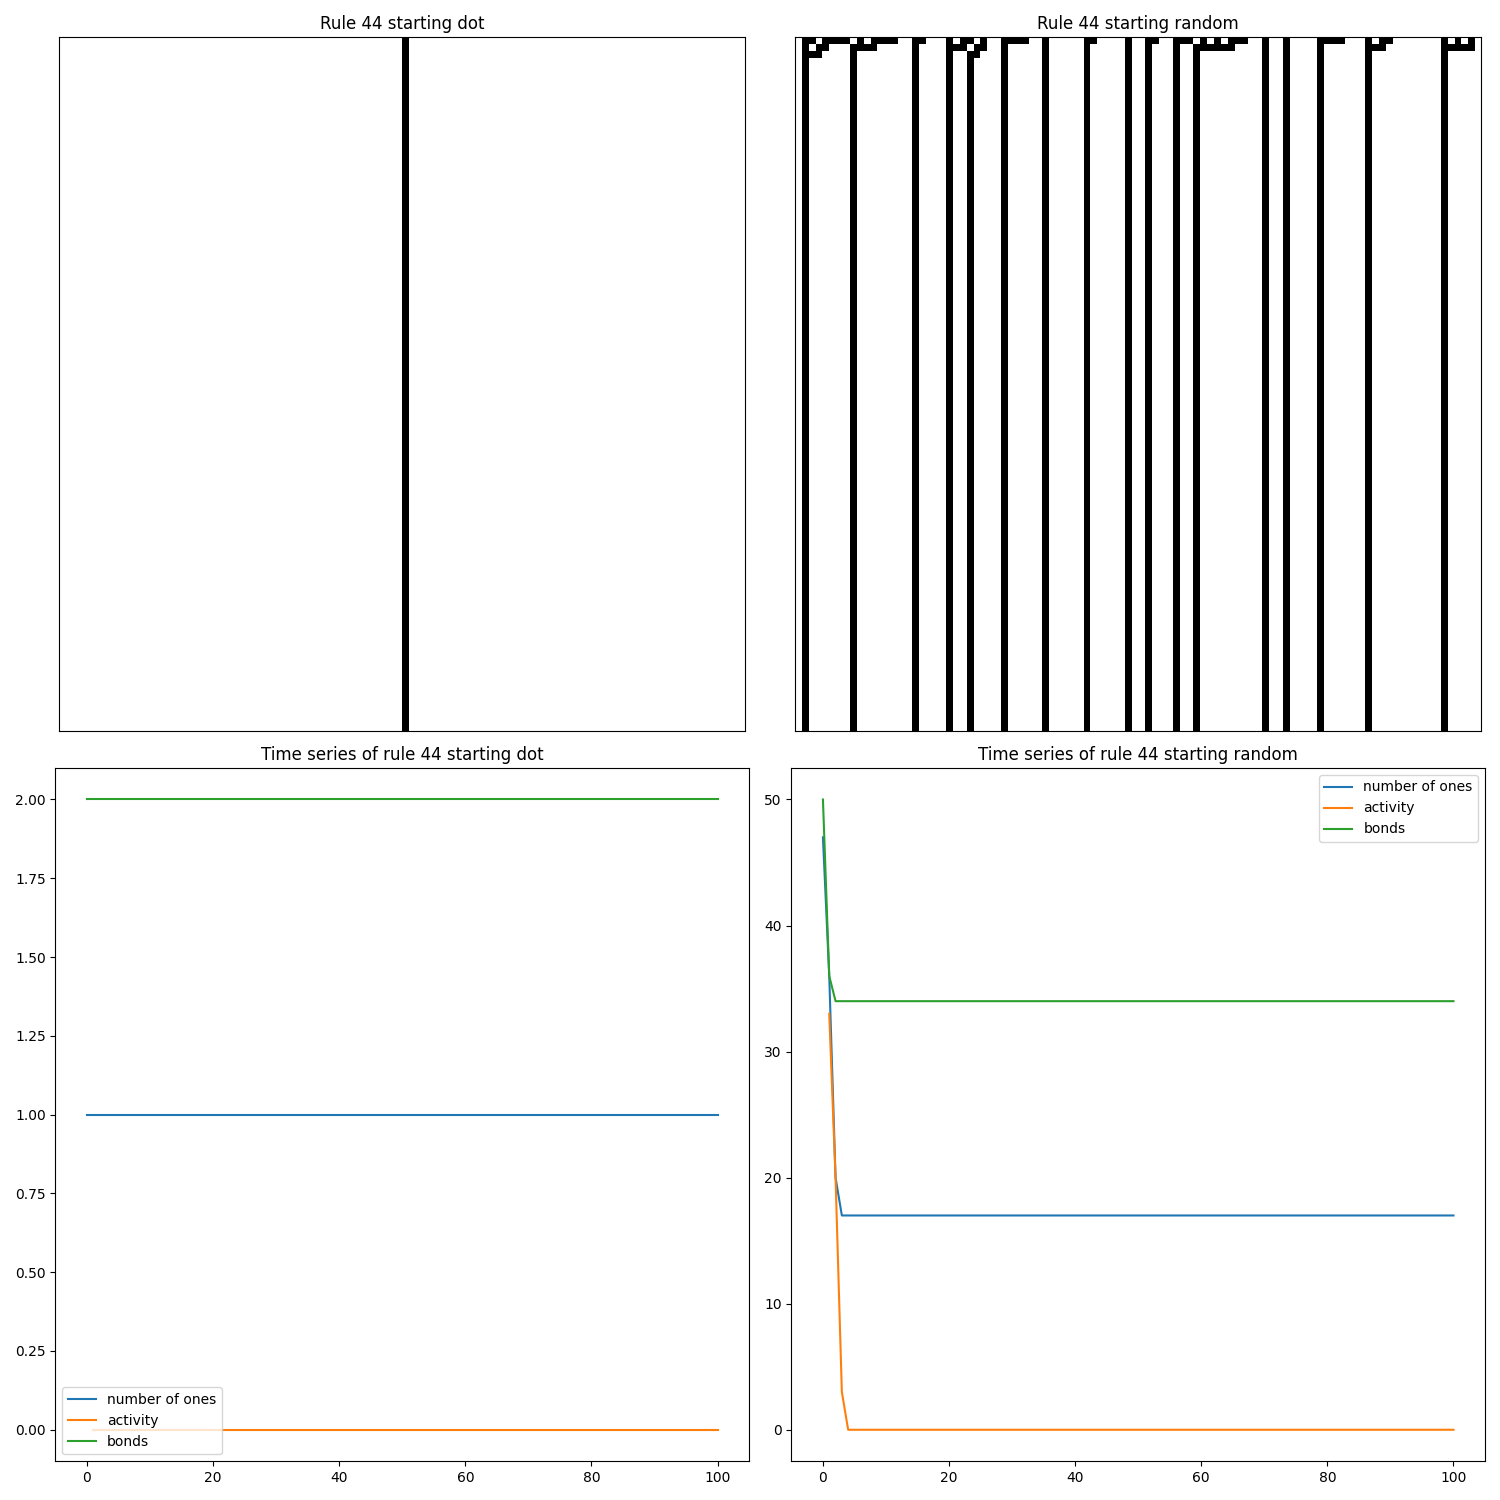 Rule 44 starting dot
Rule 44 starting random
Time series of rule 44 starting dot
2.00
1.75
1.50
1.25
1.00
0.75
0.50
0.25
0.00
number of ones
activity
bonds
0 20 40 60 80 100
Time series of rule 44 starting random
50
40
30
20
10
0
number of ones
activity
bonds
0 20 40 60 80 100